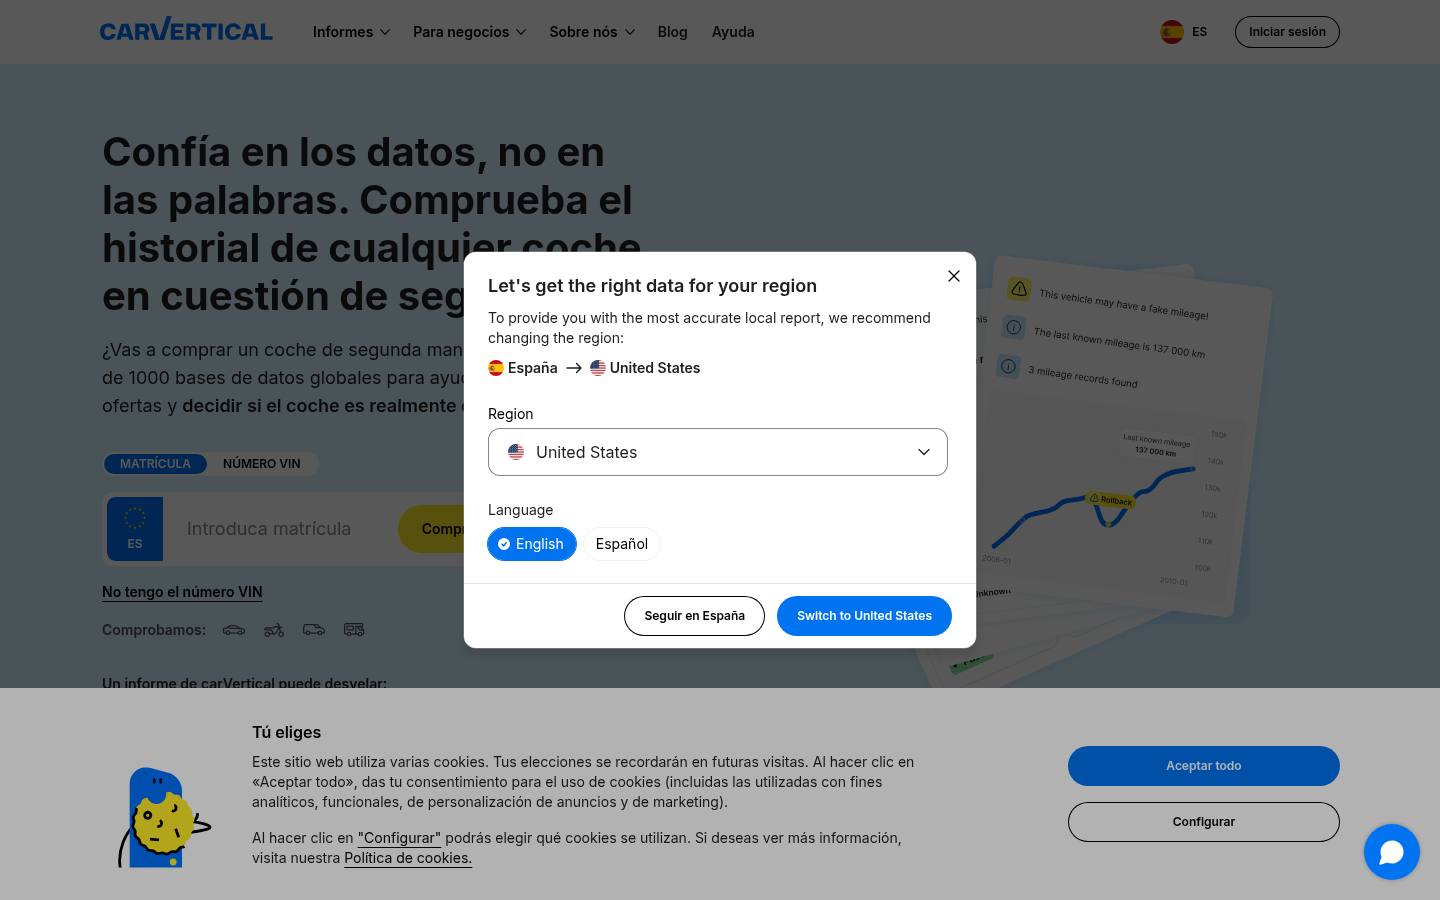 CARVERTICAL
Informes
Para negocios
Sobre nós
Blog
Ayuda
ES
Iniciar sesión
Confía en los datos, no en
las palabras. Comprueba el
historial de cualquier coche
en cuestión de seg
¿Vas a comprar un coche de segunda man
de 1000 bases de datos globales para ayu
ofertas y decidir si el coche es realmente
MATRÍCULA
NÚMERO VIN
ES
Introduca matrícula
Comp
No tengo el número VIN
Comprobamos:
Un informe de carVertical puede desvelar:
This vehicle may have a fake mileage!
The last known mileage is 137 000 km
3 mileage records found
Last known mileage
137 000 km
Rollback
140k
130k
100k
2010-01
Let's get the right data for your region
To provide you with the most accurate local report, we recommend
changing the region:
España → United States
Region
United States
Language
English
Español
Seguir en España
Switch to United States
Tú eliges
Este sitio web utiliza varias cookies. Tus elecciones se recordarán en futuras visitas. Al hacer clic en
«Aceptar todo», das tu consentimiento para el uso de cookies (incluidas las utilizadas con fines
analíticos, funcionales, de personalización de anuncios y de marketing).
Al hacer clic en "Configurar" podrás elegir qué cookies se utilizan. Si deseas ver más información,
visita nuestra Política de cookies.
Aceptar todo
Configurar